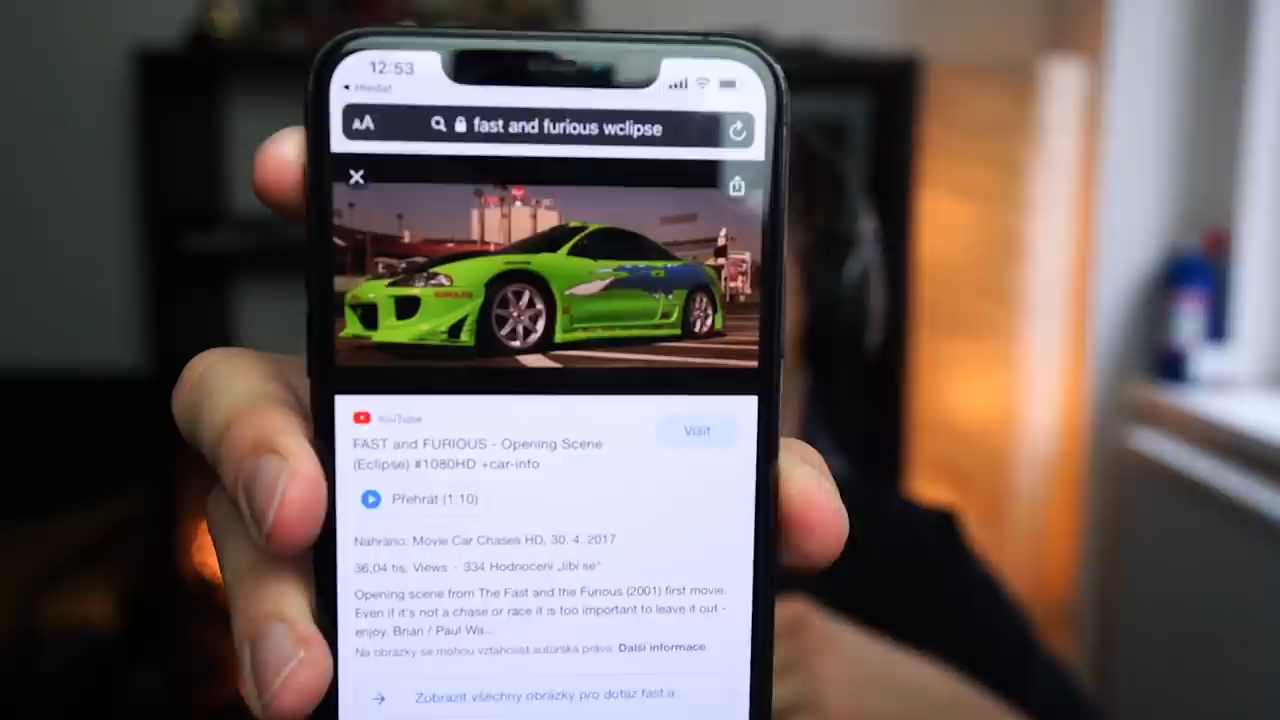 12:53
Hledat
AA fast and furious wclipse
YouTube
Visit
FAST and FURIOUS - Opening Scene
(Eclipse) #1080HD +car-info
Přehrát (1:10)
Nahráno: Movie Car Chases HD, 30. 4. 2017
36,04 tis. Views - 334 Hodnocení „líbí se“
Opening scene from The Fast and the Furious (2001) first movie.
Even if it's not a chase or race it is too important to leave it out -
enjoy. Brian / Paul Wa...
Na obrázky se mohou vztahovat autorská práva. Další informace
Zobrazit všechny obrázky pro dotaz fast a